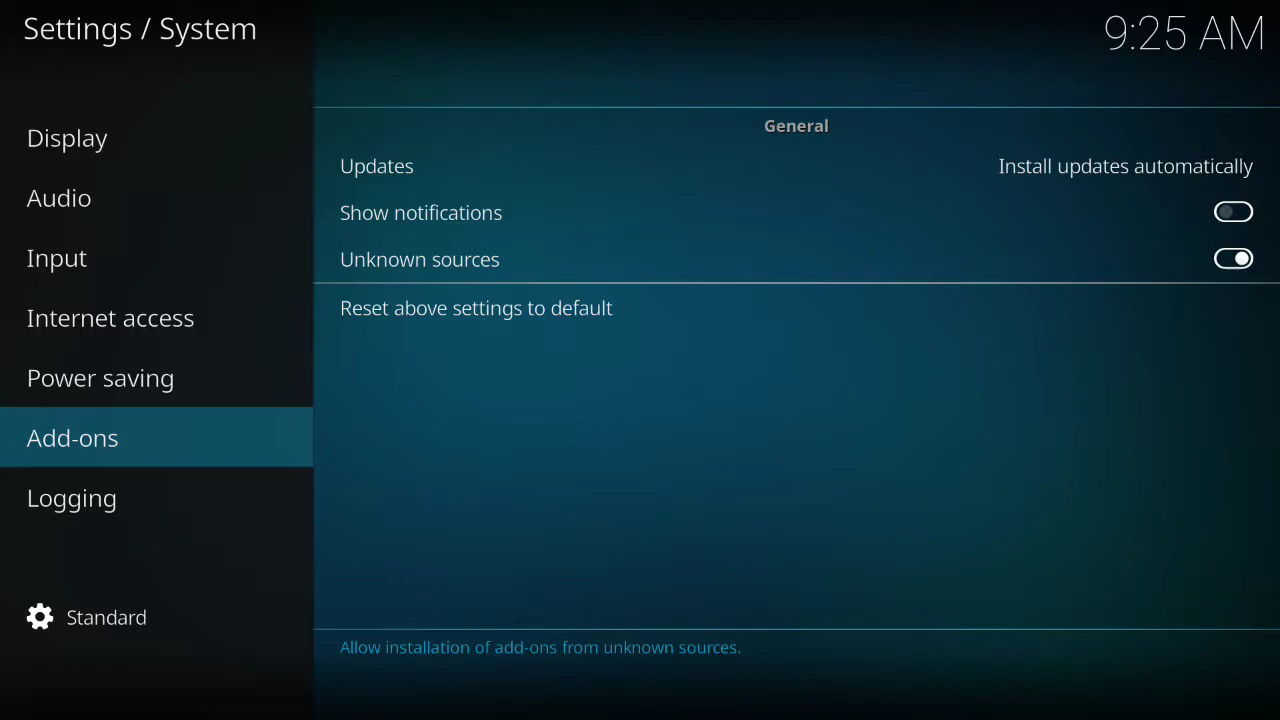 Settings / System
9:25 AM
Display
Audio
Input
Internet access
Power saving
Add-ons
Logging
Standard
General
Updates Install updates automatically
Show notifications
Unknown sources
Reset above settings to default
Allow installation of add-ons from unknown sources.